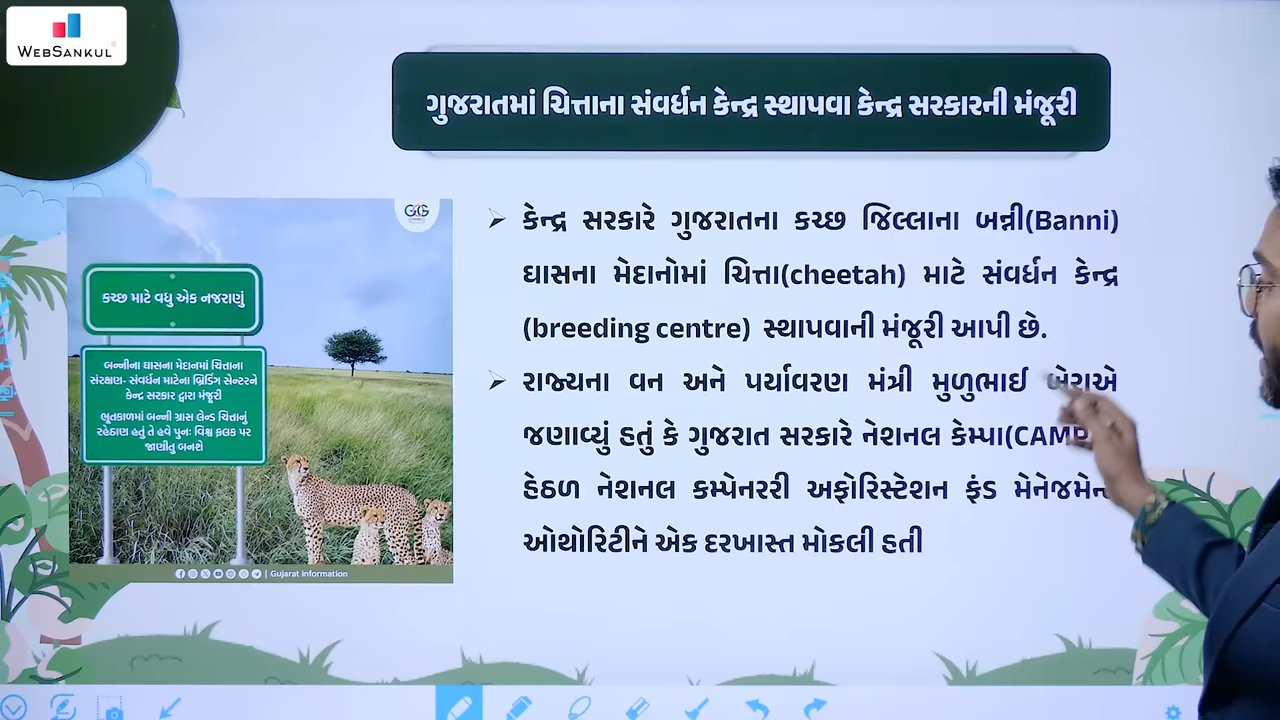 WEBSANKUL
ગુજરાતમાં ચિત્તાના સંવર્ધન કેન્દ્ર સ્થાપવા કેન્દ્ર સરકારની મંજૂરી
કચ્છ માટે વધુ એક નજરાણું
બન્નીના ઘાસના મેદાનમાં ચિત્તાના
સંરક્ષણ- સંવર્ધન માટેના બ્રિડિંગ સેન્ટરને
કેન્દ્ર સરકાર દ્વારા મંજૂરી
ભૂતકાળમાં બન્ની ગ્રાસ લેન્ડ ચિત્તાનું
રહેઠાણ હતું તે હવે પુનઃ વિશ્વ ફલક પર
જાણીતુ બનશે
| Gujarat information
➢ કેન્દ્ર સરકારે ગુજરાતના કચ્છ જિલ્લાના બન્ની(Banni)
ઘાસના મેદાનોમાં ચિત્તા(cheetah) માટે સંવર્ધન કેન્દ્ર
(breeding centre) સ્થાપવાની મંજૂરી આપી છે.
➢ રાજ્યના વન અને પર્યાવરણ મંત્રી મુળુભાઈ
જણાવ્યું હતું કે ગુજરાત સરકારે નેશનલ કેમ્પા
હેઠળ નેશનલ કમ્પેનરરી અફોરિસ્ટેશન ફંડ
ઓથોરિટીને એક દરખાસ્ત મોકલી હતી